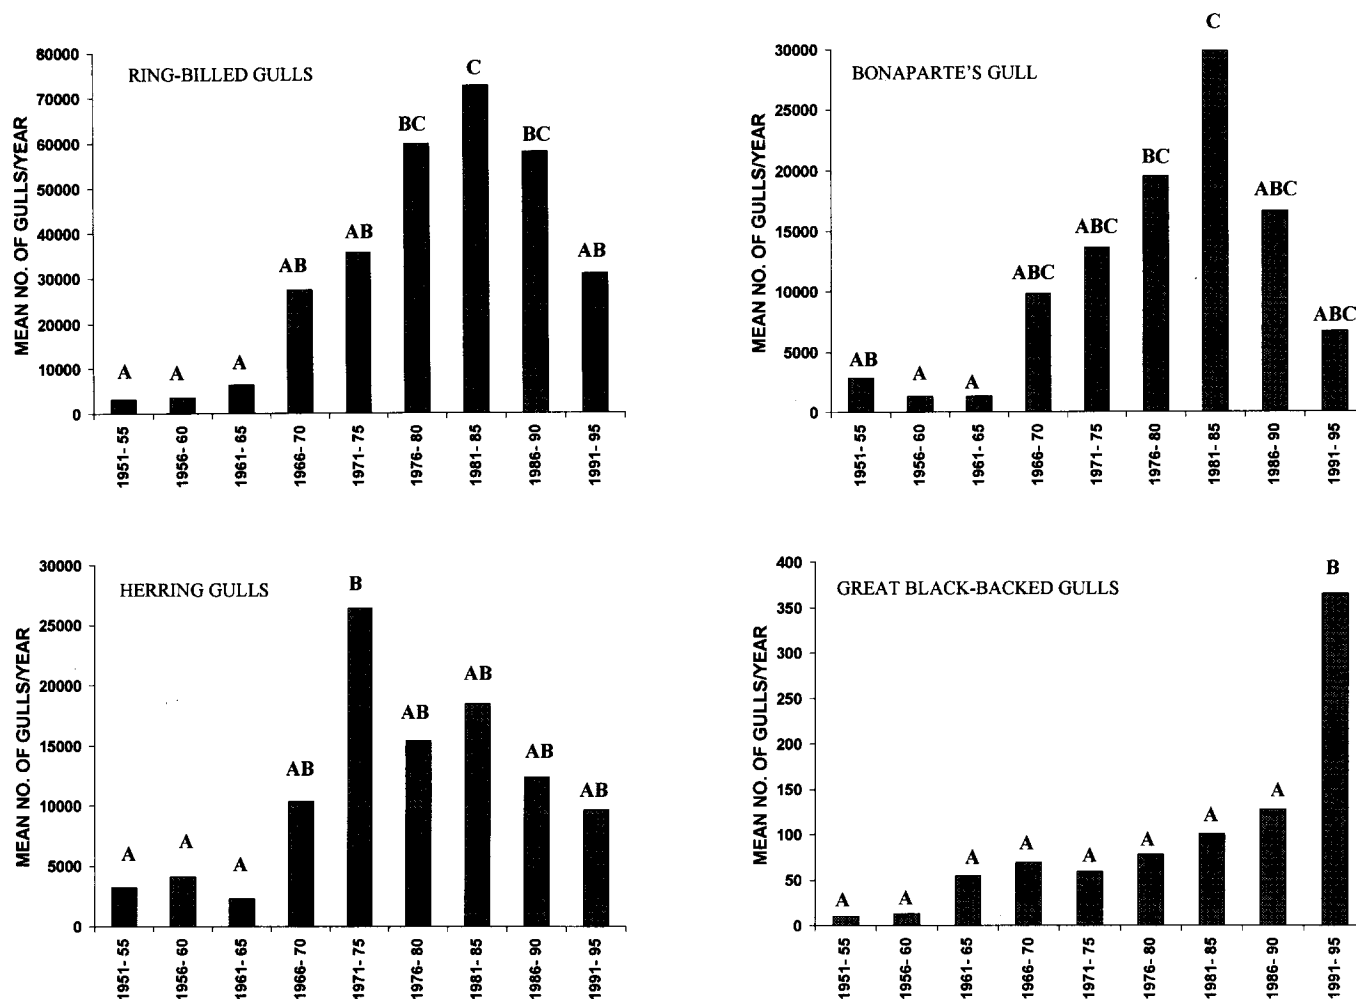 RING-BILLED GULLS
MEAN NO. OF GULLS/YEAR
80000
70000
60000
50000
40000
30000
20000
10000
0
A
A
A
AB
AB
BC
C
BC
AB
1951- 55
1956- 60
1961- 65
1966- 70
1971- 75
1976- 80
1981- 85
1986- 90
1991- 95
BONAPARTE'S GULL
MEAN NO. OF GULLS/YEAR
30000
25000
20000
15000
10000
5000
0
AB
A
A
ABC
ABC
BC
C
ABC
ABC
1951- 55
1956- 60
1961- 65
1966- 70
1971- 75
1976- 80
1981- 85
1986- 90
1991- 95
HERRING GULLS
MEAN NO. OF GULLS/YEAR
30000
25000
20000
15000
10000
5000
0
A
A
A
AB
B
AB
AB
AB
AB
1951- 55
1956- 60
1961- 65
1966- 70
1971- 75
1976- 80
1981- 85
1986- 90
1991- 95
GREAT BLACK-BACKED GULLS
MEAN NO. OF GULLS/YEAR
400
350
300
250
200
150
100
50
0
A
A
A
A
A
A
A
A
B
1951- 55
1956- 60
1961- 65
1966- 70
1971- 75
1976- 80
1981- 85
1986- 90
1991- 95